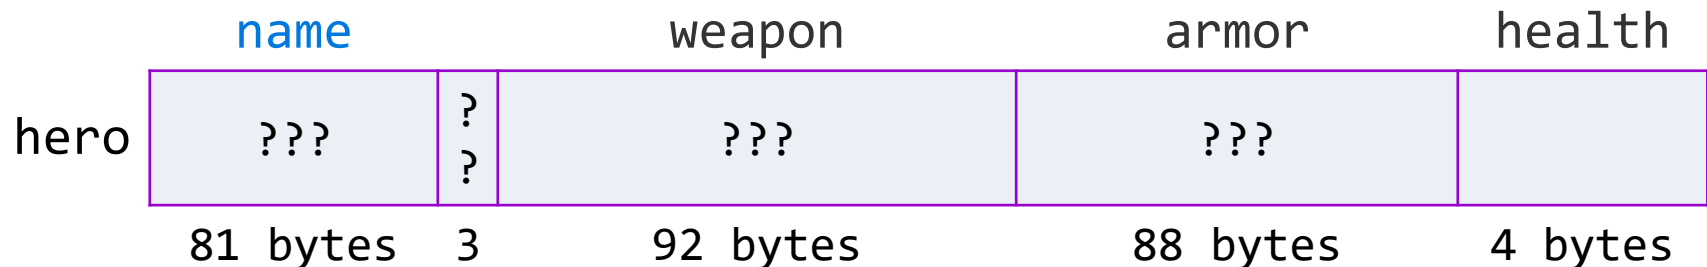 name weapon armor health
hero ??? ? ??? ???
?
81 bytes 3 92 bytes 88 bytes 4 bytes